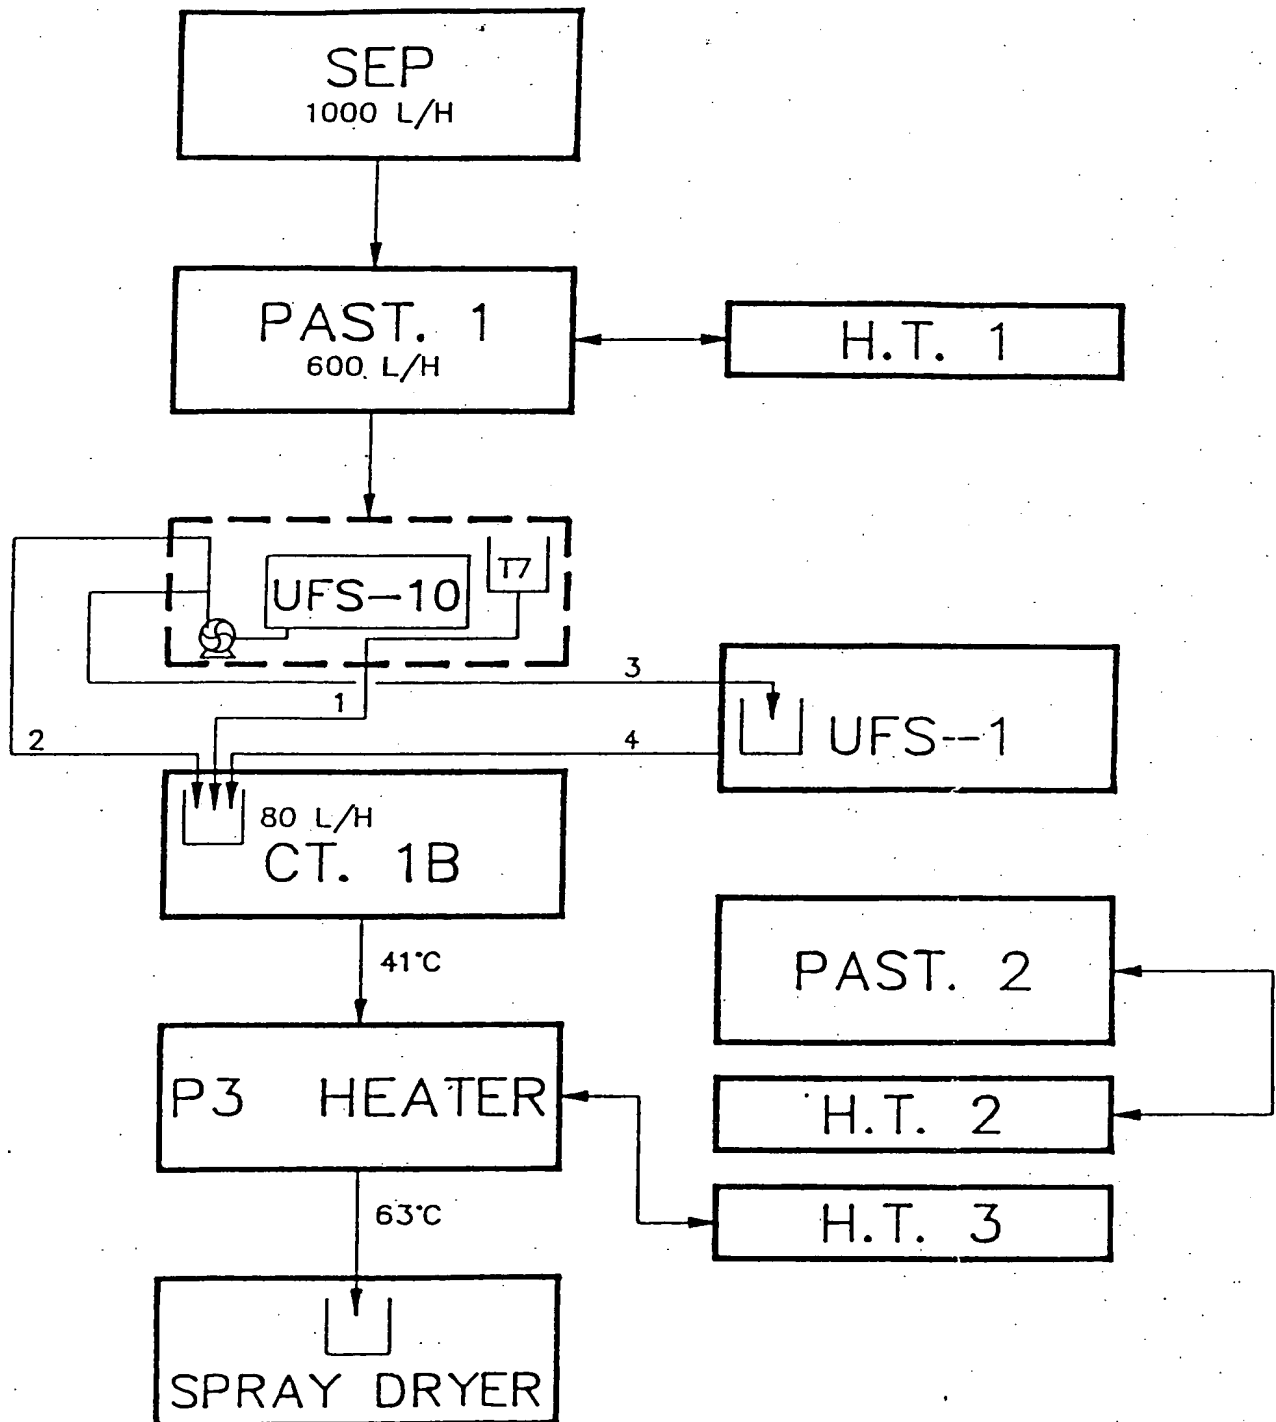 SEP
1000 L/H
PAST. 1
600 L/H
H.T. 1
T7
UFS-10
3
1
2
4
UFS--1
80 L/H
CT. 1B
41°C
PAST. 2
P3 HEATER
H.T. 2
63°C
H.T. 3
SPRAY DRYER